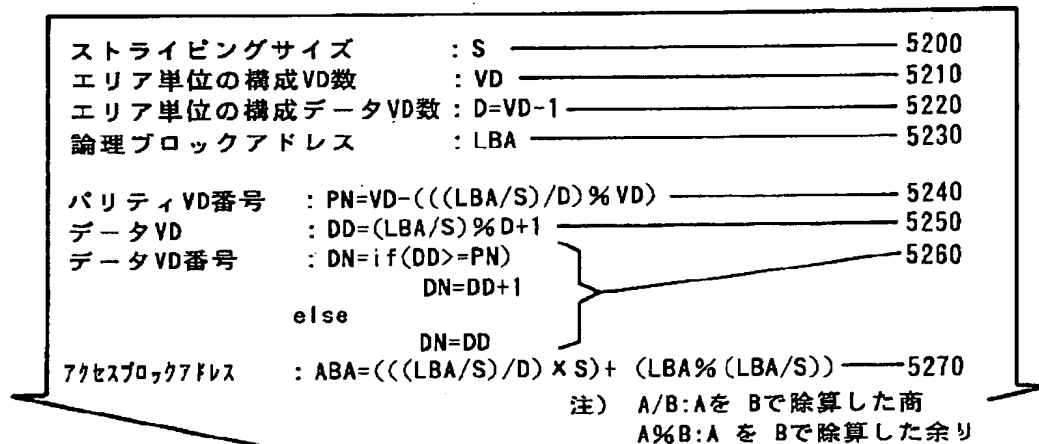 ストライピングサイズ : S 5200
エリア単位の構成VD数 : VD 5210
エリア単位の構成データVD数 : D=VD-1 5220
論理ブロックアドレス : LBA 5230
パリティVD番号 : PN=VD-(((LBA/S)/D)%VD) 5240
データVD : DD=(LBA/S)%D+1 5250
データVD番号 : DN=if(DD>=PN) 5260
DN=DD+1
else
DN=DD
アクセスブロックアドレス : ABA=(((LBA/S)/D)×S)+ (LBA%(LBA/S)) 5270
注) A/B:Aを Bで除算した商
A%B:A を Bで除算した余り